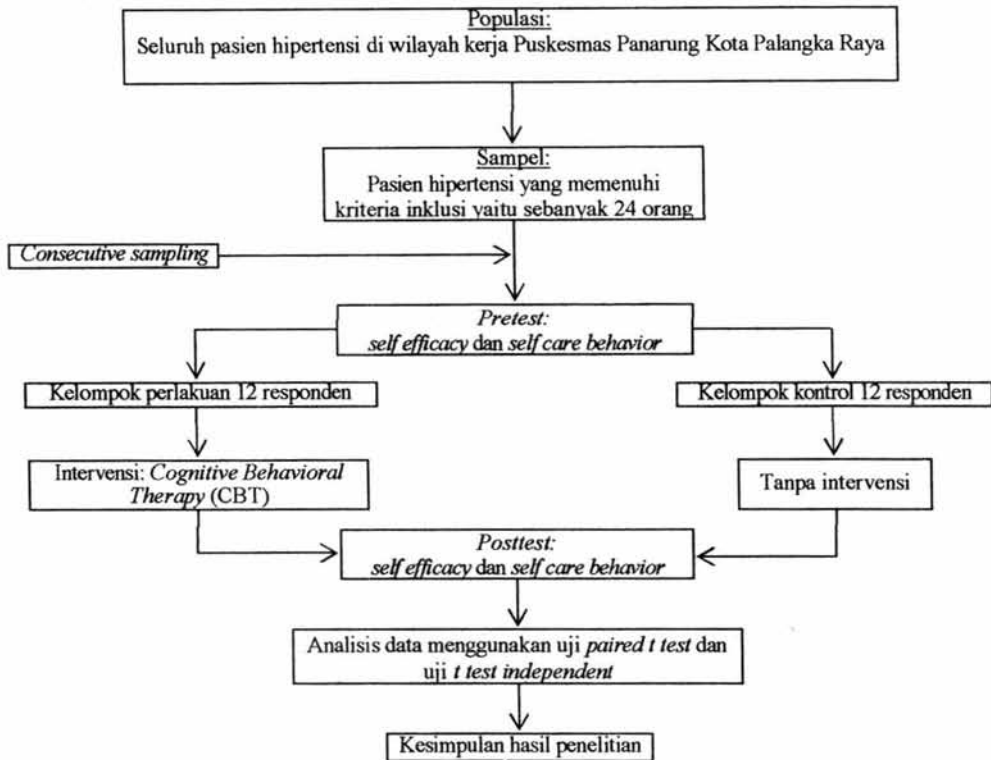 Populasi:
Seluruh pasien hipertensi di wilayah kerja Puskesmas Panarung Kota Palangka Raya
Sampel:
Pasien hipertensi yang memenuhi
kriteria inklusi yaitu sebanyak 24 orang
Consecutive sampling
Pretest:
self efficacy dan self care behavior
Kelompok perlakuan 12 responden
Kelompok kontrol 12 responden
Intervensi: Cognitive Behavioral
Therapy (CBT)
Tanpa intervensi
Posttest:
self efficacy dan self care behavior
Analisis data menggunakan uji paired t test dan
uji t test independent
Kesimpulan hasil penelitian